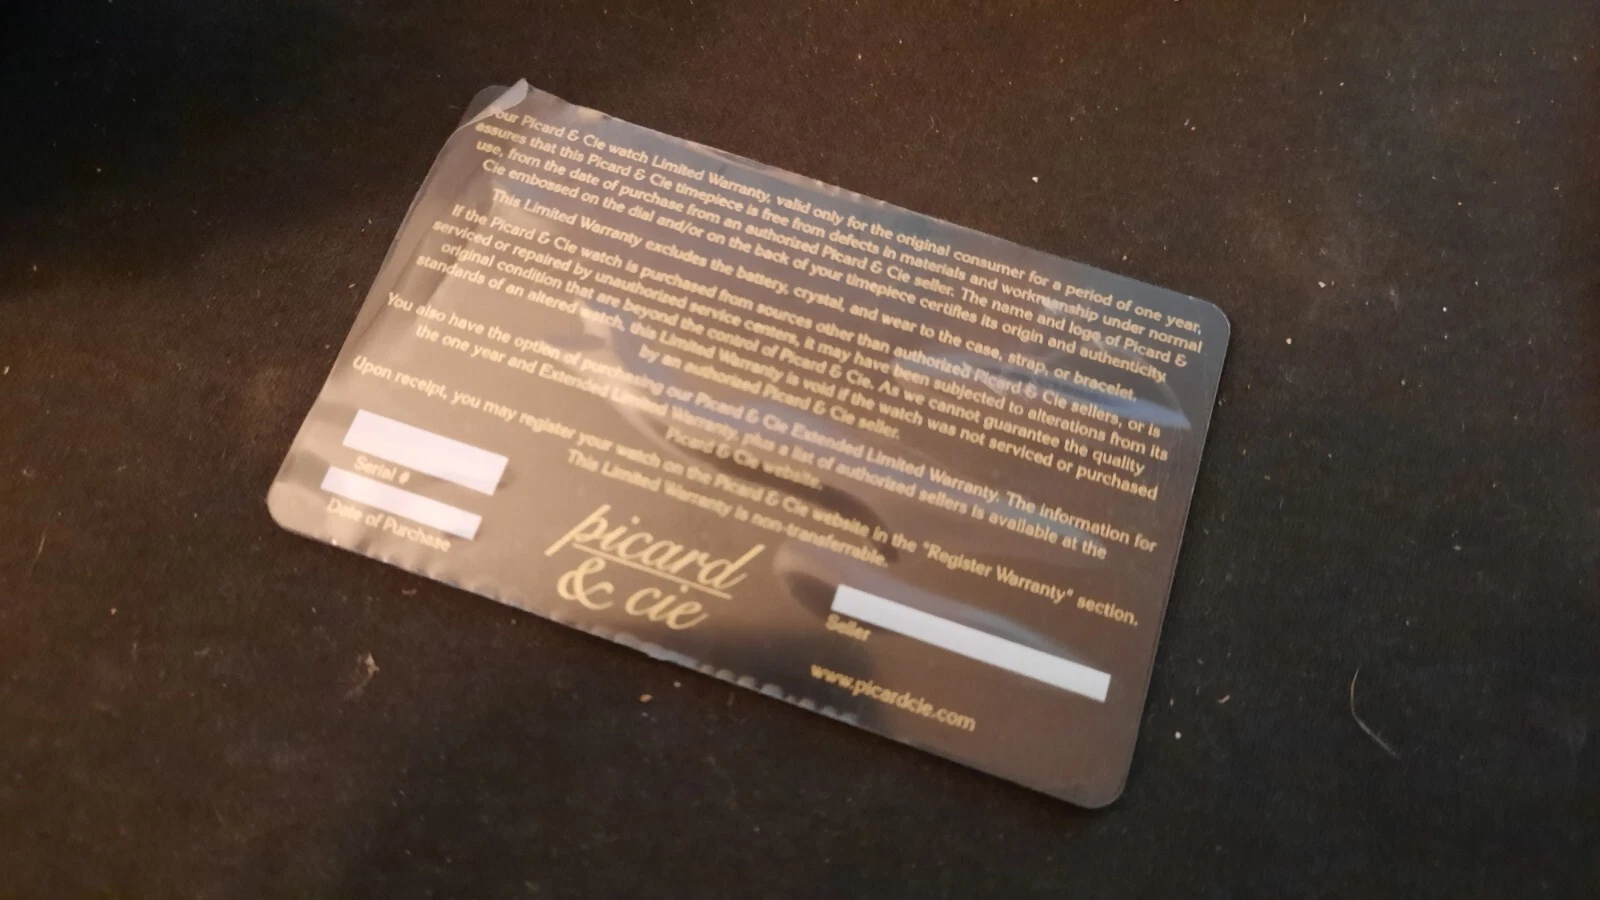 Your Picard & Cie watch Limited Warranty, valid only for the original consumer for a period of one year,
assures that this Picard & Cie timepiece is free from defects in materials and workmanship under normal
use, from the date of purchase from an authorized Picard & Cie seller. The name and logo of Picard &
Cie embossed on the dial and/or on the back of your timepiece certifies its origin and authenticity.
This Limited Warranty excludes the battery, crystal, and wear to the case, strap, or bracelet.
If the Picard & Cie watch is purchased from sources other than authorized Picard & Cie sellers, or is
serviced or repaired by unauthorized service centers, it may have been subjected to alterations from its
original condition that are beyond the control of Picard & Cie. As we cannot guarantee the quality
standards of an altered watch, this Limited Warranty is void if the watch was not serviced or purchased
by an authorized Picard & Cie seller.
You also have the option of purchasing our Picard & Cie Extended Limited Warranty. The information for
the one year and Extended Limited Warranty, plus a list of authorized sellers is available at the
Picard & Cie website.
Upon receipt, you may register your watch on the Picard & Cie website in the "Register Warranty" section.
This Limited Warranty is non-transferrable.
Serial #
Date of Purchase
picard
& cie
Seller
www.picardcie.com